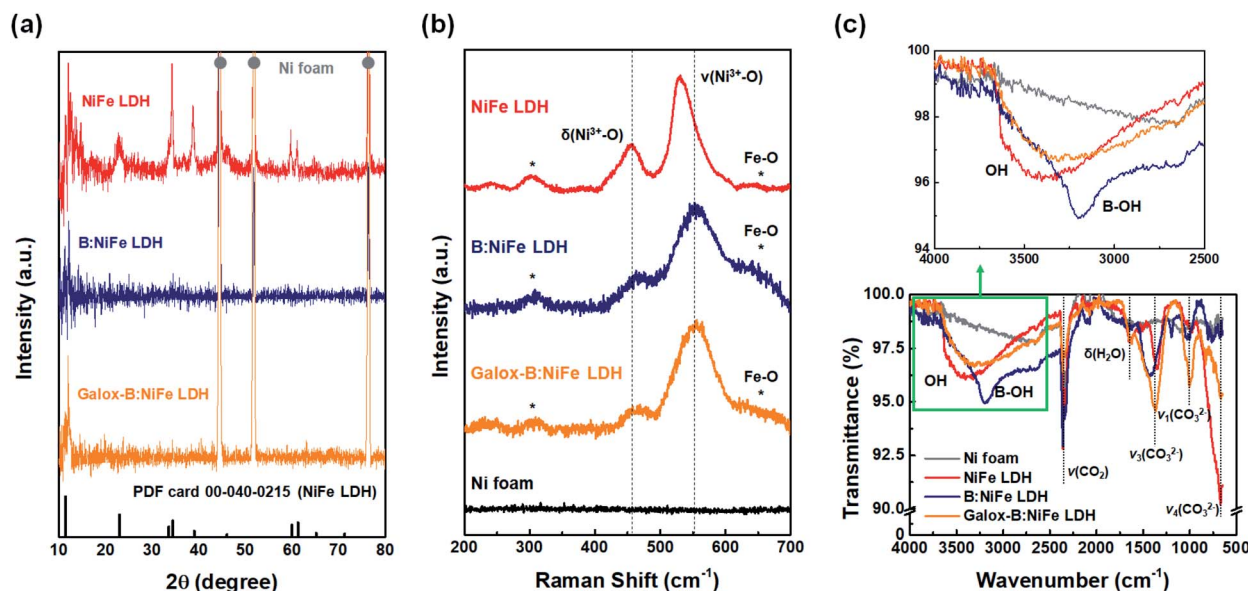 (a)
Ni foam
NiFe LDH
B:NiFe LDH
Galox-B:NiFe LDH
PDF card 00-040-0215 (NiFe LDH)
10 20 30 40 50 60 70 80
2θ (degree)
Intensity (a.u.)
(b)
ν(Ni³⁺-O)
NiFe LDH
δ(Ni³⁺-O)
Fe-O
*
*
B:NiFe LDH
Fe-O
*
*
Galox-B:NiFe LDH
Fe-O
*
*
Ni foam
200 300 400 500 600 700
Raman Shift (cm⁻¹)
Intensity (a.u.)
(c)
100
98
96
94
OH
B-OH
4000 3500 3000 2500
100.0
97.5
95.0
92.5
90.0
0.0
OH
B-OH
δ(H₂O)
ν₁(CO₃²⁻)
ν₃(CO₃²⁻)
ν(CO₂)
ν₄(CO₃²⁻)
Ni foam
NiFe LDH
B:NiFe LDH
Galox-B:NiFe LDH
4000 3500 3000 2500 2000 1500 1000 500
Wavenumber (cm⁻¹)
Transmittance (%)